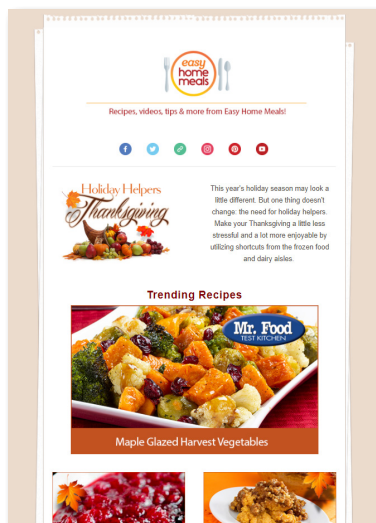 easy
home
meals
Recipes, videos, tips & more from Easy Home Meals!
Holiday Helpers
Thanksgiving
This year's holiday season may look a
little different. But one thing doesn't
change: the need for holiday helpers.
Make your Thanksgiving a little less
stressful and a lot more enjoyable by
utilizing shortcuts from the frozen food
and dairy aisles.
Trending Recipes
Mr. Food
TEST KITCHEN
Maple Glazed Harvest Vegetables